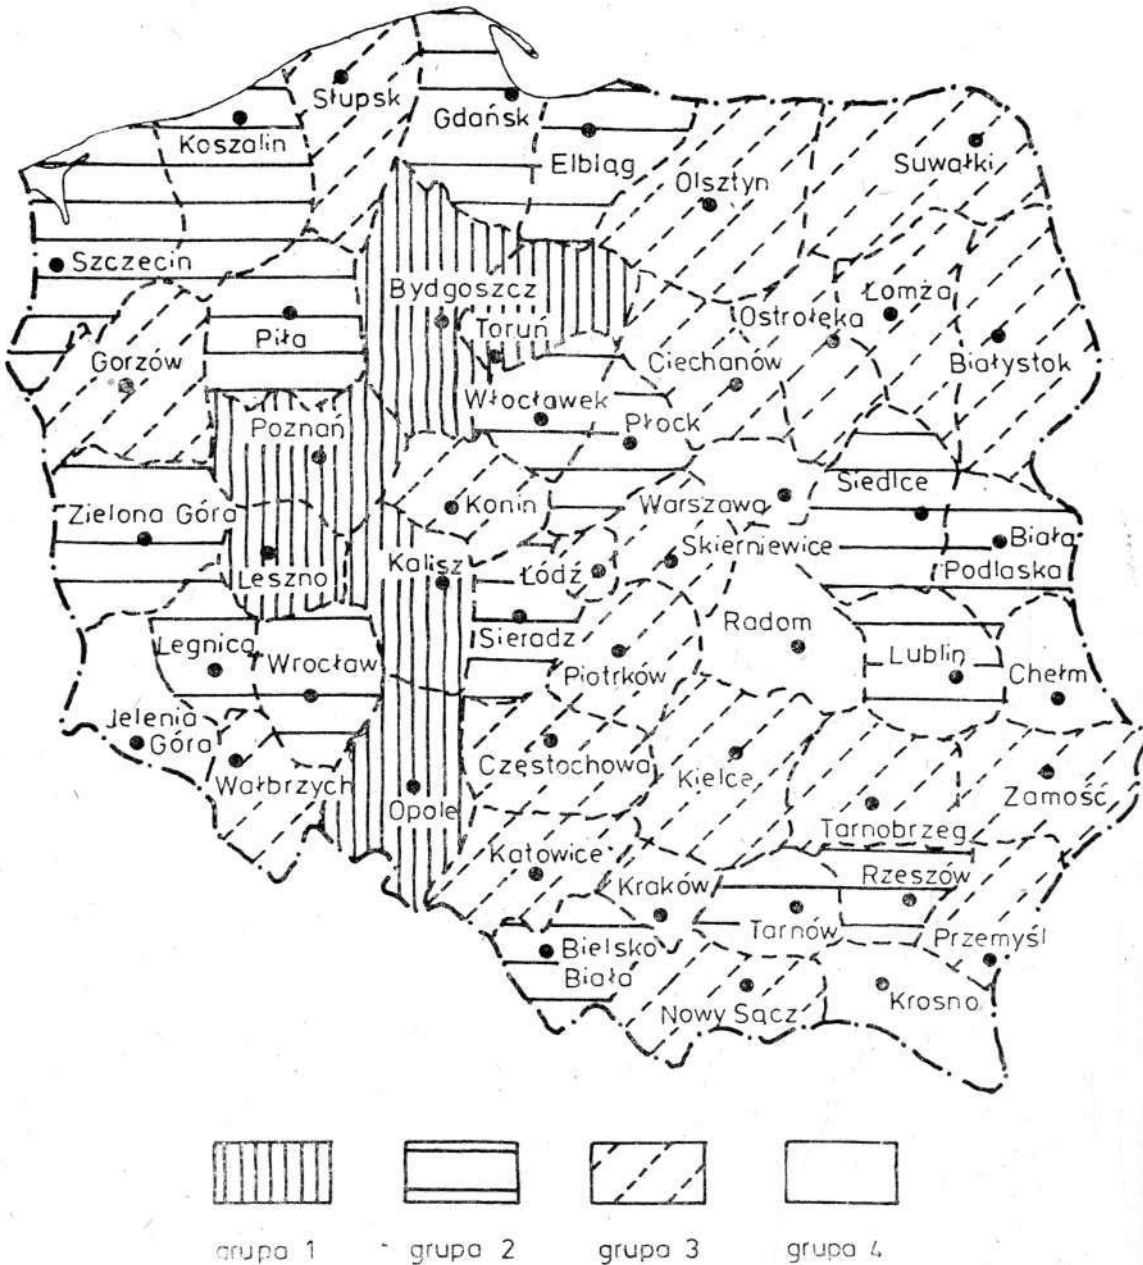 Słupsk
Gdańsk
Koszalin
Elbląg
Suwałki
Olsztyn
Szczecin
Bydgoszcz
Łomża
Ostrołęka
Toruń
Piła
Gorzów
Ciechanów
Białystok
Włocławek
Płock
Poznań
Siedlce
Konin
Warszawa
Zielona Góra
Skierniewice
Biała
Podlaska
Leszno
Kalisz
Łódź
Sieradz
Radom
Legnica
Wrocław
Piotrków
Lublin
Chełm
Jelenia
Góra
Wałbrzych
Częstochowa
Kielce
Zamość
Opole
Tarnobrzeg
Katowice
Kraków
Rzeszów
Tarnów
Przemyśl
Bielsko
Biała
Nowy Sącz
Krosno
grupa 1
grupa 2
grupa 3
grupa 4